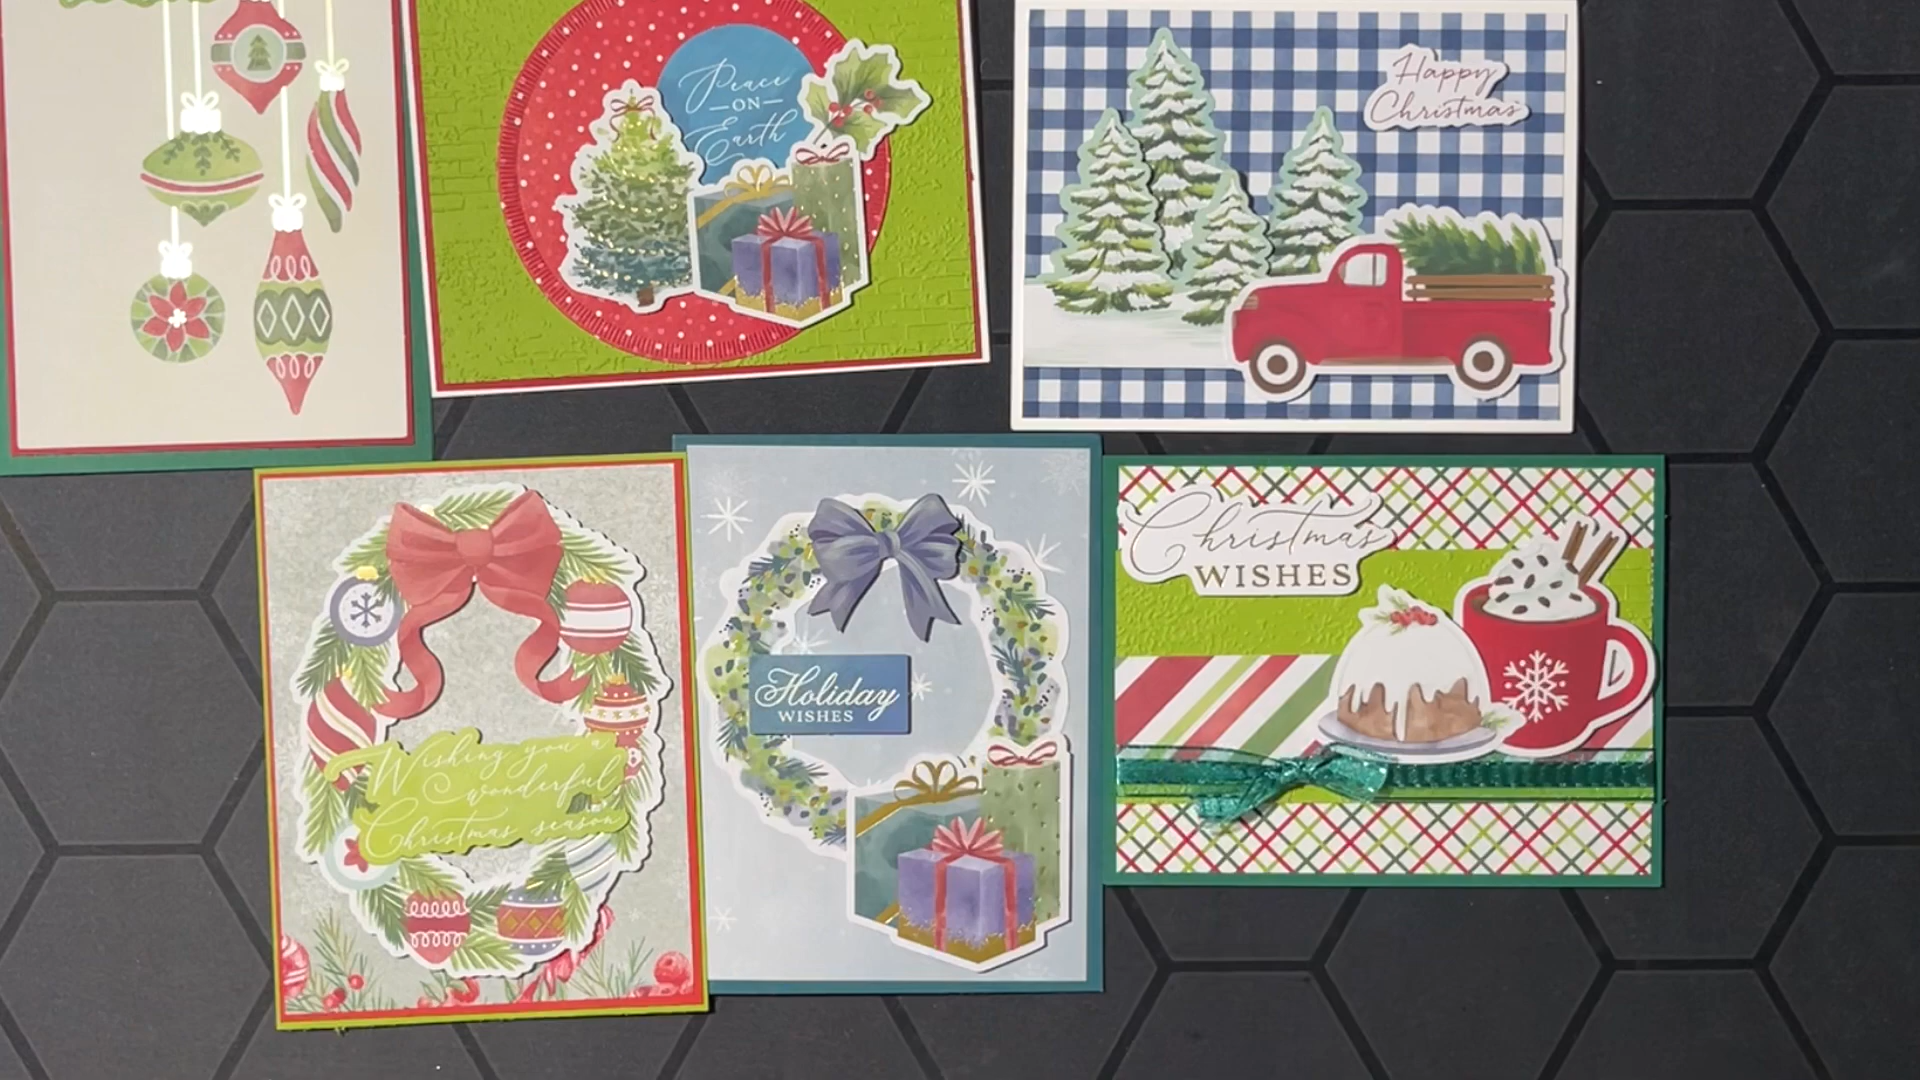 Peace
ON
Earth
Happy
Christmas
Wishing you a
wonderful
Christmas season
Holiday
WISHES
Christmas
WISHES